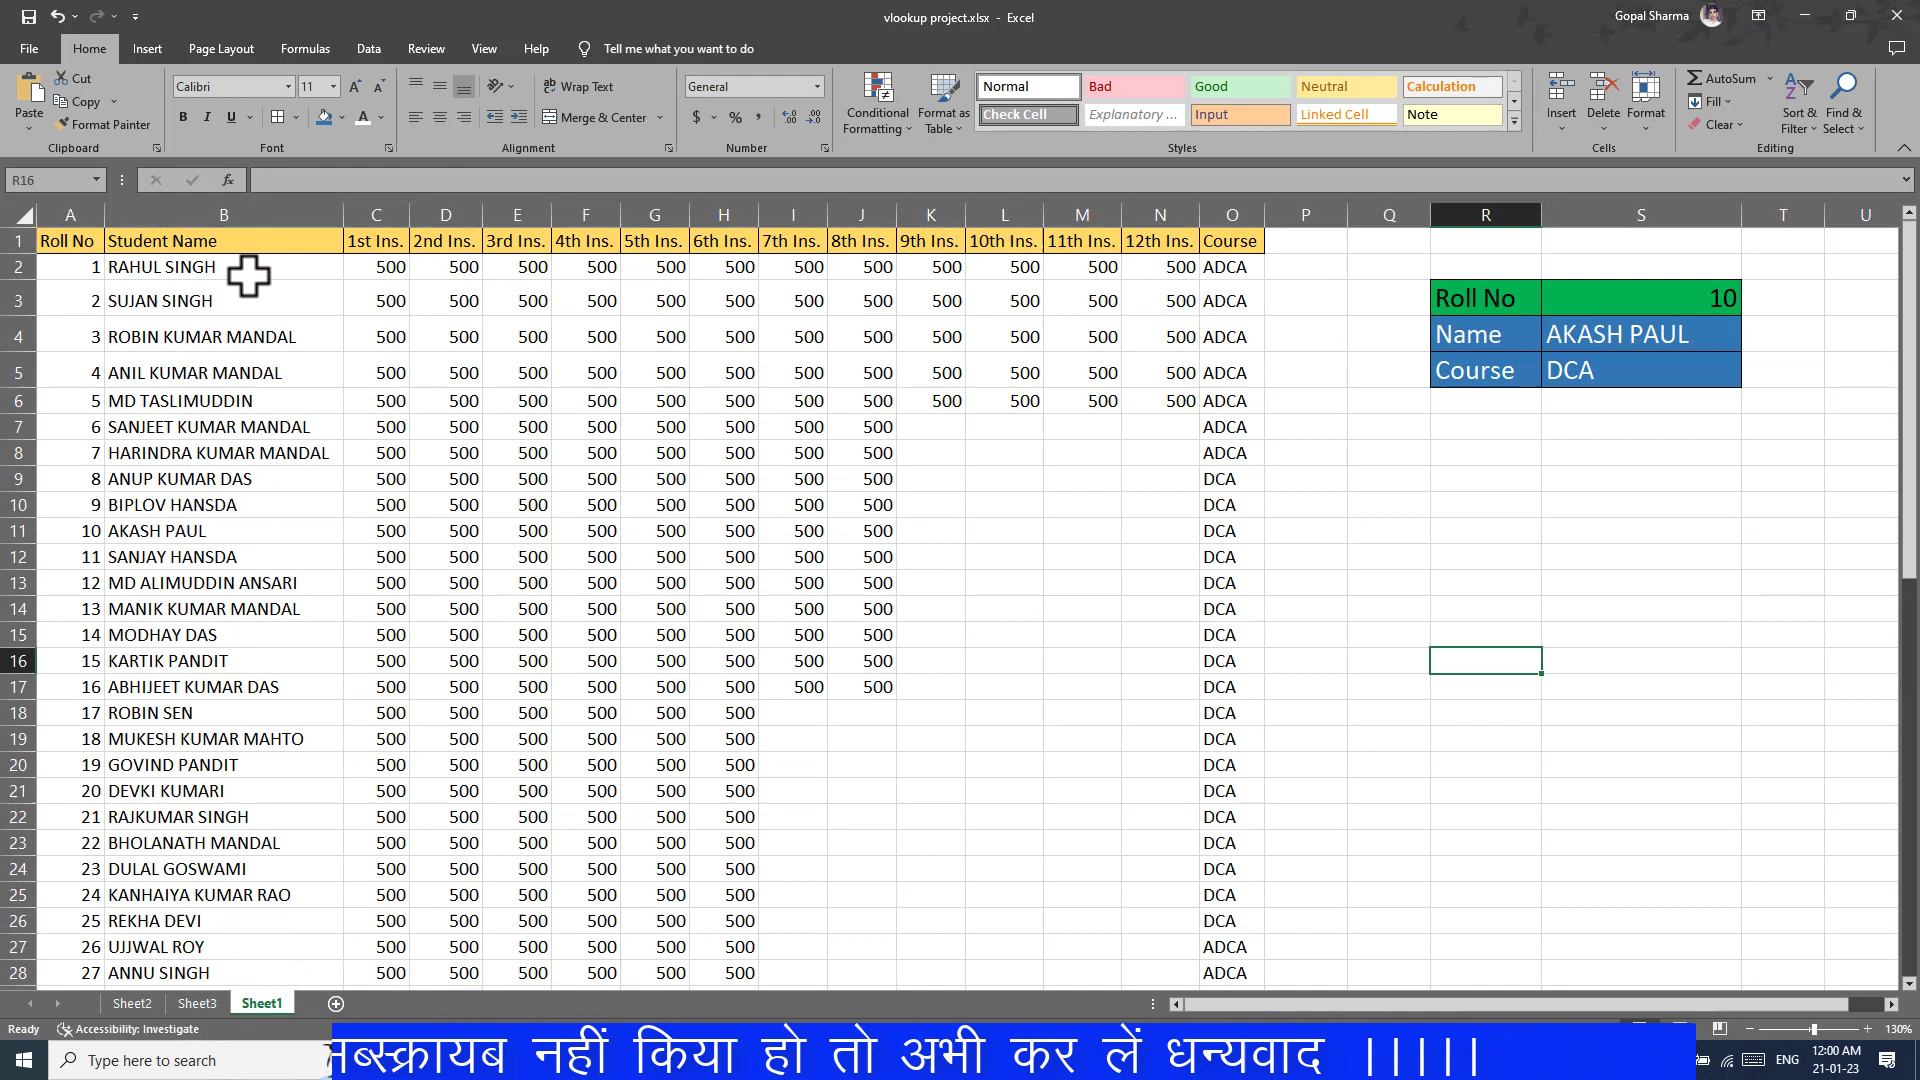 vlookup project.xlsx - Excel
Gopal Sharma
File Home Insert Page Layout Formulas Data Review View Help Tell me what you want to do
Paste Cut Copy Format Painter Clipboard
Calibri 11 B I U A Font
Wrap Text Merge & Center Alignment
General $ % , Number
Conditional Formatting Format as Table
Normal Bad Good Neutral Calculation
Check Cell Explanatory ... Input Linked Cell Note
Styles
Insert Delete Format Cells
AutoSum Fill Clear Sort & Filter Find & Select Editing
R16 fx
A B C D E F G H I J K L M N O P Q R S T U
1 Roll No Student Name 1st Ins. 2nd Ins. 3rd Ins. 4th Ins. 5th Ins. 6th Ins. 7th Ins. 8th Ins. 9th Ins. 10th Ins. 11th Ins. 12th Ins. Course
2 1 RAHUL SINGH 500 500 500 500 500 500 500 500 500 500 500 500 ADCA
3 2 SUJAN SINGH 500 500 500 500 500 500 500 500 500 500 500 500 ADCA Roll No 10
4 3 ROBIN KUMAR MANDAL 500 500 500 500 500 500 500 500 500 500 500 500 ADCA Name AKASH PAUL
5 4 ANIL KUMAR MANDAL 500 500 500 500 500 500 500 500 500 500 500 500 ADCA Course DCA
6 5 MD TASLIMUDDIN 500 500 500 500 500 500 500 500 500 500 500 500 ADCA
7 6 SANJEET KUMAR MANDAL 500 500 500 500 500 500 500 500 ADCA
8 7 HARINDRA KUMAR MANDAL 500 500 500 500 500 500 500 500 ADCA
9 8 ANUP KUMAR DAS 500 500 500 500 500 500 500 500 DCA
10 9 BIPLOV HANSDA 500 500 500 500 500 500 500 500 DCA
11 10 AKASH PAUL 500 500 500 500 500 500 500 500 DCA
12 11 SANJAY HANSDA 500 500 500 500 500 500 500 500 DCA
13 12 MD ALIMUDDIN ANSARI 500 500 500 500 500 500 500 500 DCA
14 13 MANIK KUMAR MANDAL 500 500 500 500 500 500 500 500 DCA
15 14 MODHAY DAS 500 500 500 500 500 500 500 500 DCA
16 15 KARTIK PANDIT 500 500 500 500 500 500 500 500 DCA
17 16 ABHIJEET KUMAR DAS 500 500 500 500 500 500 500 500 DCA
18 17 ROBIN SEN 500 500 500 500 500 500 DCA
19 18 MUKESH KUMAR MAHTO 500 500 500 500 500 500 DCA
20 19 GOVIND PANDIT 500 500 500 500 500 500 DCA
21 20 DEVKI KUMARI 500 500 500 500 500 500 DCA
22 21 RAJKUMAR SINGH 500 500 500 500 500 500 DCA
23 22 BHOLANATH MANDAL 500 500 500 500 500 500 DCA
24 23 DULAL GOSWAMI 500 500 500 500 500 500 DCA
25 24 KANHAIYA KUMAR RAO 500 500 500 500 500 500 DCA
26 25 REKHA DEVI 500 500 500 500 500 500 DCA
27 26 UJJWAL ROY 500 500 500 500 500 500 ADCA
28 27 ANNU SINGH 500 500 500 500 500 500 ADCA
Sheet2 Sheet3 Sheet1
Ready Accessibility: Investigate 130%
Type here to search
नहीं किया हो तो अभी कर लें धन्यवाद ।।।।।
ENG 12:00 AM
21-01-23